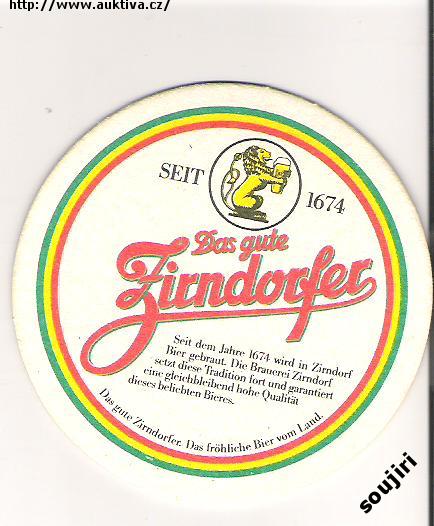 http://www.auktiva.cz/
SEIT
1674
Das gute
Zirndorfer
Seit dem Jahre 1674 wird in Zirndorf
Bier gebraut. Die Brauerei Zirndorf
setzt diese Tradition fort und garantiert
eine gleichbleibend hohe Qualität
dieses beliebten Bieres.
Das gute Zirndorfer. Das fröhliche Bier vom Land.
soujiri